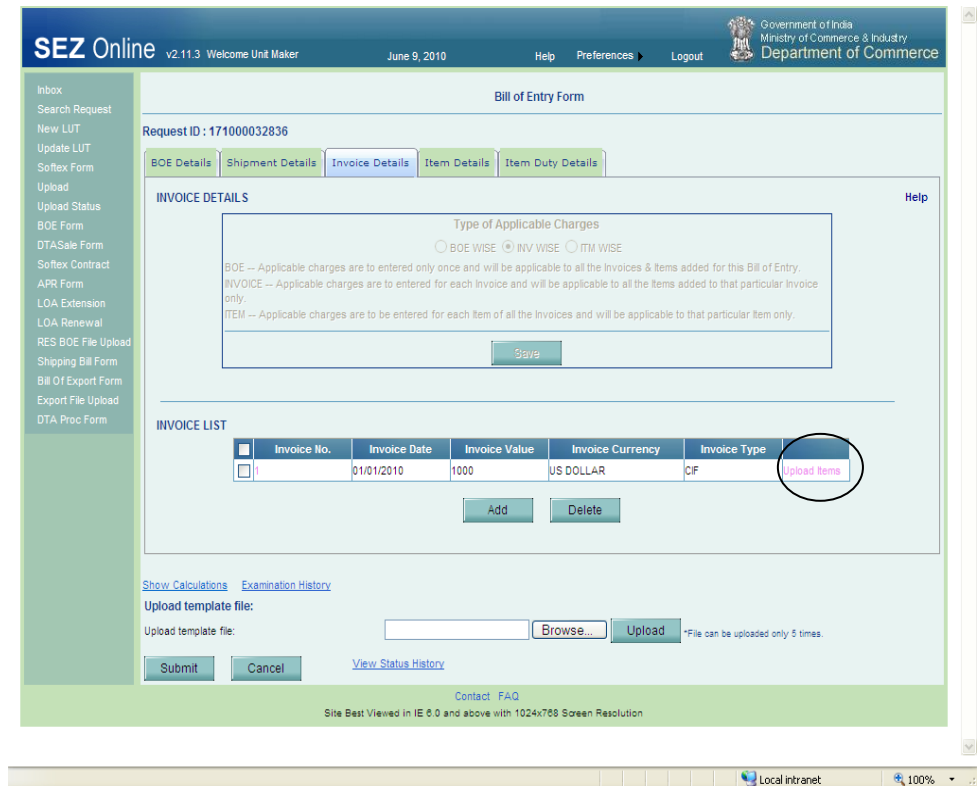 Government of India
Ministry of Commerce & Industry
Department of Commerce
SEZ Online v2.11.3 Welcome Unit Maker June 9, 2010 Help Preferences Logout
Inbox
Search Request
New LUT
Update LUT
Softex Form
Upload
Upload Status
BOE Form
DTASale Form
Softex Contract
APR Form
LOA Extension
LOA Renewal
RES BOE File Upload
Shipping Bill Form
Bill Of Export Form
Export File Upload
DTA Proc Form
Bill of Entry Form
Request ID : 171000032836
BOE Details Shipment Details Invoice Details Item Details Item Duty Details
INVOICE DETAILS Help
Type of Applicable Charges
BOE WISE INV WISE ITM WISE
BOE -- Applicable charges are to entered only once and will be applicable to all the Invoices & Items added for this Bill of Entry.
INVOICE -- Applicable charges are to entered for each Invoice and will be applicable to all the Items added to that particular Invoice
only.
ITEM -- Applicable charges are to be entered for each Item of all the Invoices and will be applicable to that particular Item only.
Save
INVOICE LIST
Invoice No. Invoice Date Invoice Value Invoice Currency Invoice Type
1 01/01/2010 1000 US DOLLAR CIF Upload Items
Add Delete
Show Calculations Examination History
Upload template file:
Upload template file: Browse... Upload *File can be uploaded only 5 times.
Submit Cancel View Status History
Contact FAQ
Site Best Viewed in IE 6.0 and above with 1024x768 Screen Resolution
Local intranet 100%